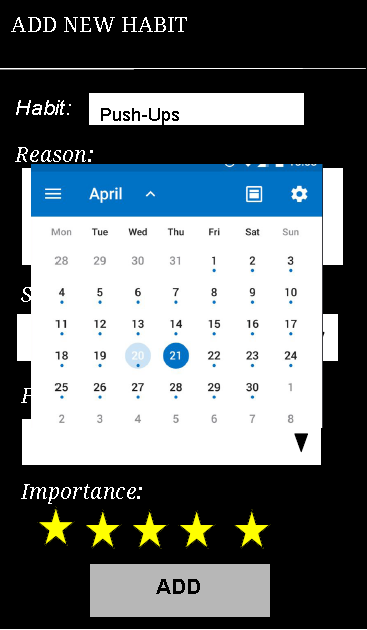 ADD NEW HABIT
Habit: Push-Ups
Reason:
April
Mon Tue Wed Thu Fri Sat Sun
28 29 30 31 1 2 3
4 5 6 7 8 9 10
11 12 13 14 15 16 17
18 19 20 21 22 23 24
25 26 27 28 29 30 1
2 3 4 5 6 7 8
Importance:
ADD